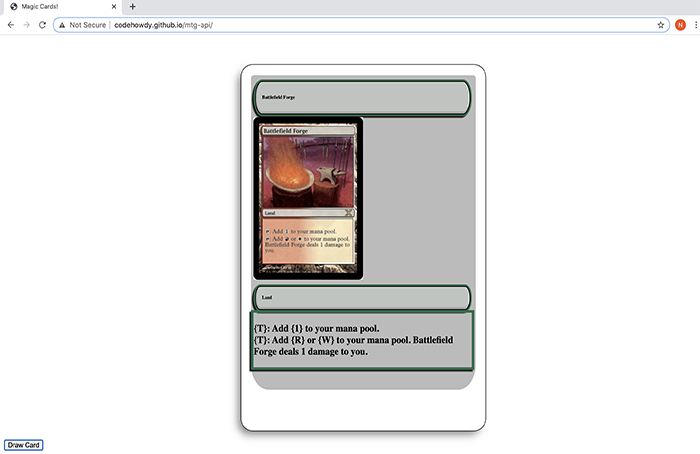 Magic Cards!
Not Secure
codehowdy.github.io/mtg-api/
N
Battlefield Forge
Battlefield Forge
Land
: Add 1 to your mana pool.
: Add or to your mana pool.
Battlefield Forge deals 1 damage to
you.
Land
{T}: Add {1} to your mana pool.
{T}: Add {R} or {W} to your mana pool. Battlefield
Forge deals 1 damage to you.
Draw Card